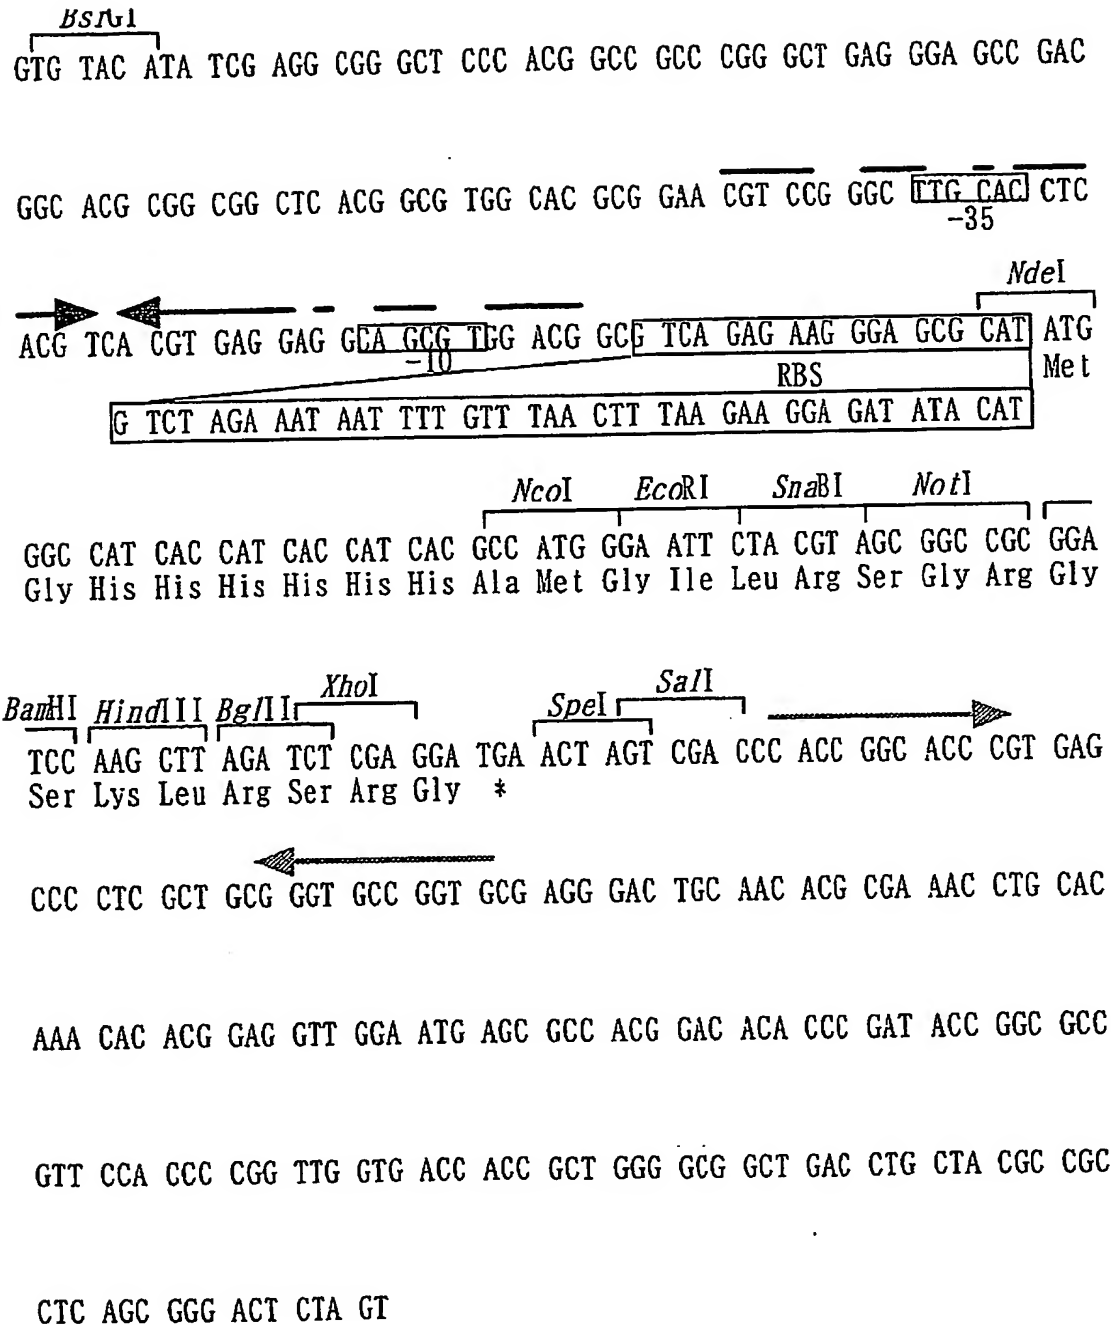 BsrGI
GTG TAC ATA TCG AGG CGG GCT CCC ACG GCC GCC CGG GCT GAG GGA GCC GAC
GGC ACG CGG CGG CTC ACG GCG TGG CAC GCG GAA CGT CCG GGC TTG CAC CTC
-35
NdeI
ACG TCA CGT GAG GAG GCA GCG TGG ACG GCG TCA GAG AAG GGA GCG CAT ATG
-10
RBS
Met
G TCT AGA AAT AAT TTT GTT TAA CTT TAA GAA GGA GAT ATA CAT
NcoI EcoRI SnaBI NotI
GGC CAT CAC CAT CAC CAT CAC GCC ATG GGA ATT CTA CGT AGC GGC CGC GGA
Gly His His His His His His Ala Met Gly Ile Leu Arg Ser Gly Arg Gly
BamHI HindIII BglII XhoI SpeI SalI
TCC AAG CTT AGA TCT CGA GGA TGA ACT AGT CGA CCC ACC GGC ACC CGT GAG
Ser Lys Leu Arg Ser Arg Gly *
CCC CTC GCT GCG GGT GCC GGT GCG AGG GAC TGC AAC ACG CGA AAC CTG CAC
AAA CAC ACG GAG GTT GGA ATG AGC GCC ACG GAC ACA CCC GAT ACC GGC GCC
GTT CCA CCC CGG TTG GTG ACC ACC GCT GGG GCG GCT GAC CTG CTA CGC CGC
CTC AGC GGG ACT CTA GT